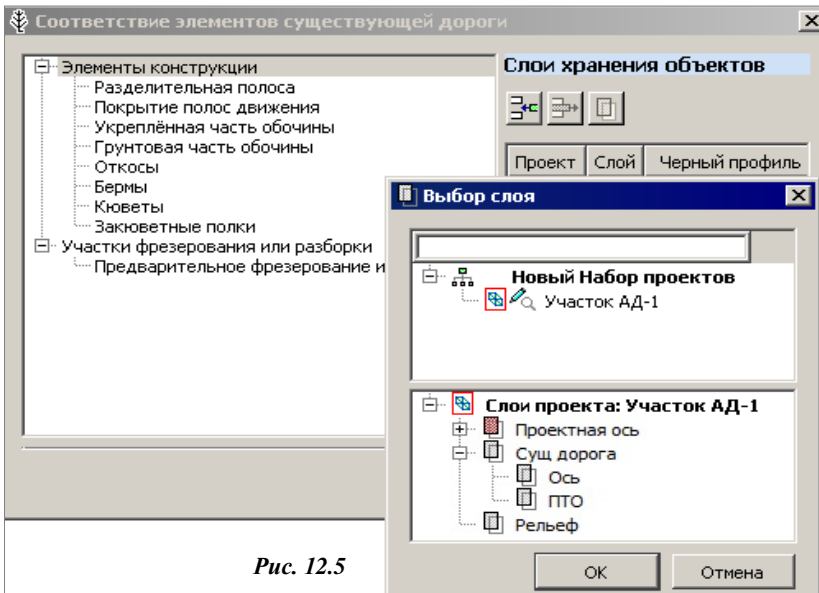 Соответствие элементов существующей дороги
Элементы конструкции
Разделительная полоса
Покрытие полос движения
Укреплённая часть обочины
Грунтовая часть обочины
Откосы
Бермы
Кюветы
Закюветные полки
Участки фрезерования или разборки
Предварительное фрезерование и
Слои хранения объектов
Проект Слой Черный профиль
Выбор слоя
Новый Набор проектов
Участок АД-1
Слои проекта: Участок АД-1
Проектная ось
Сущ дорога
Ось
ПТО
Рельеф
ОК Отмена
Рис. 12.5